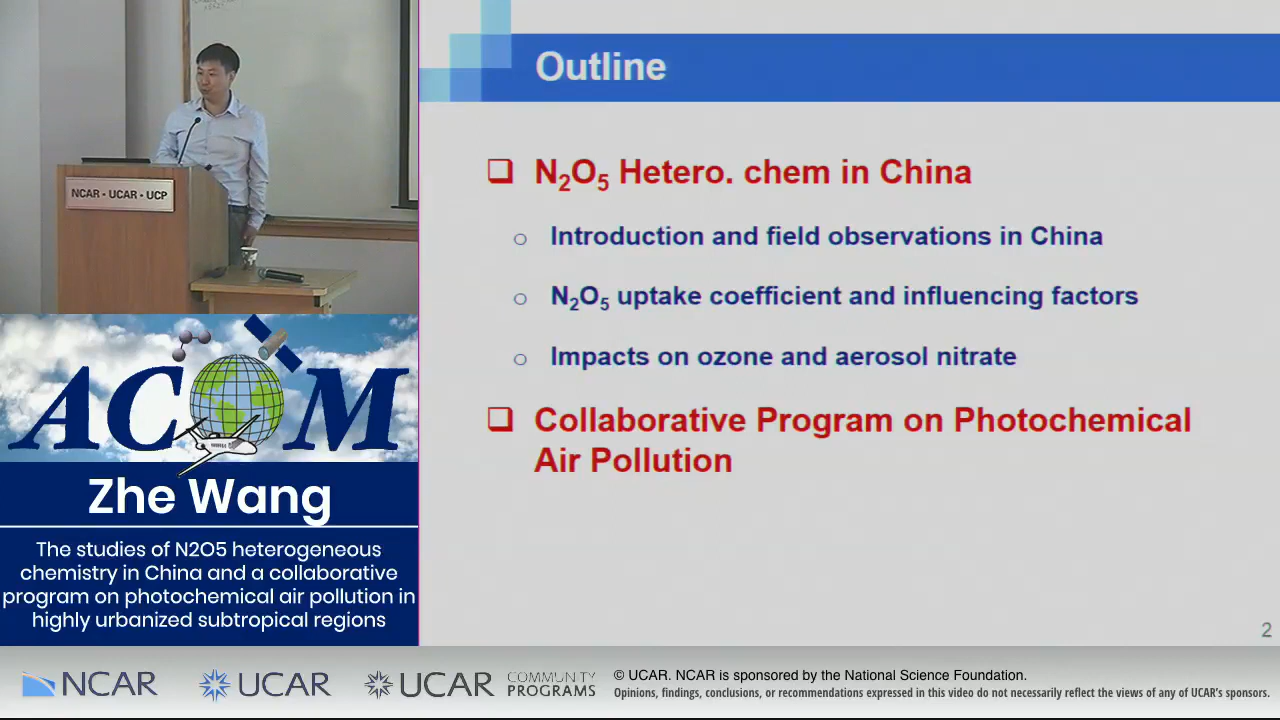 NCAR - UCAR - UCP
ACOM
Zhe Wang
The studies of N2O5 heterogeneous
chemistry in China and a collaborative
program on photochemical air pollution in
highly urbanized subtropical regions
Outline
❑ N₂O₅ Hetero. chem in China
○ Introduction and field observations in China
○ N₂O₅ uptake coefficient and influencing factors
○ Impacts on ozone and aerosol nitrate
❑ Collaborative Program on Photochemical
Air Pollution
2
NCAR
UCAR
UCAR
COMMUNITY
PROGRAMS
© UCAR. NCAR is sponsored by the National Science Foundation.
Opinions, findings, conclusions, or recommendations expressed in this video do not necessarily reflect the views of any of UCAR's sponsors.